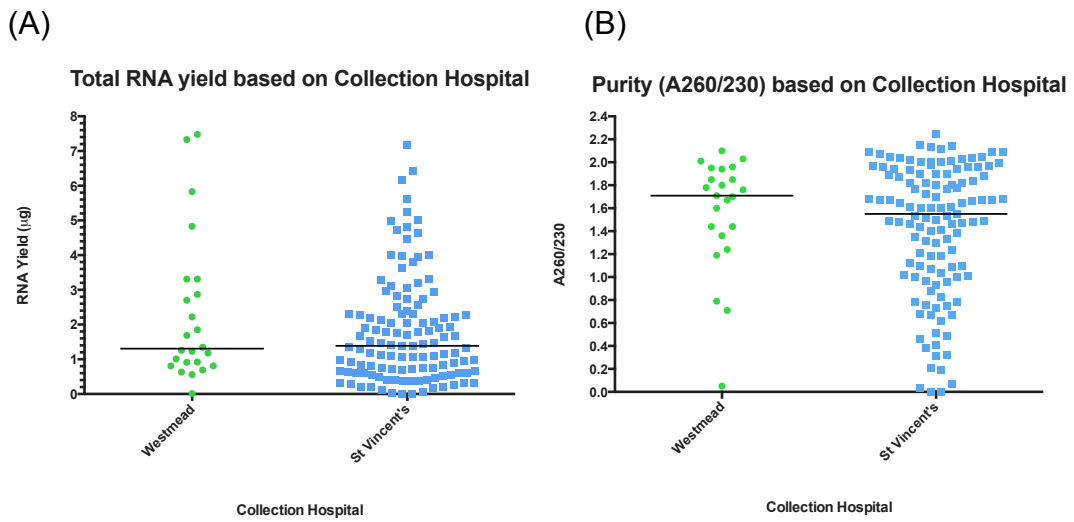 (A)
Total RNA yield based on Collection Hospital
RNA Yield (µg)
8
7
6
5
4
3
2
1
0
Westmead
St Vincent's
Collection Hospital
(B)
Purity (A260/230) based on Collection Hospital
A260/230
2.4
2.2
2.0
1.8
1.6
1.4
1.2
1.0
0.8
0.6
0.4
0.2
0.0
Westmead
St Vincent's
Collection Hospital